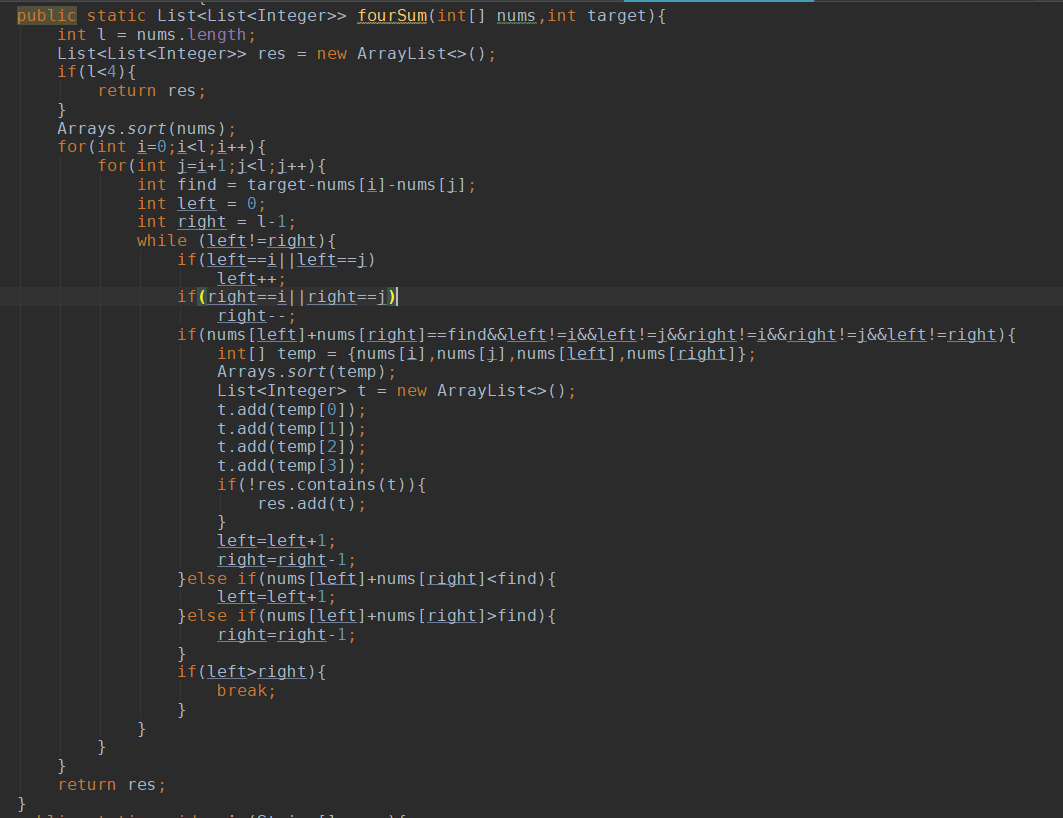 public static List<List<Integer>> fourSum(int[] nums,int target){
    int l = nums.length;
    List<List<Integer>> res = new ArrayList<>();
    if(l<4){
        return res;
    }
    Arrays.sort(nums);
    for(int i=0;i<l;i++){
        for(int j=i+1;j<l;j++){
            int find = target-nums[i]-nums[j];
            int left = 0;
            int right = l-1;
            while (left!=right){
                if(left==i||left==j)
                    left++;
                if(right==i||right==j)
                    right--;
                if(nums[left]+nums[right]==find&&left!=i&&left!=j&&right!=i&&right!=j&&left!=right){
                    int[] temp = {nums[i],nums[j],nums[left],nums[right]};
                    Arrays.sort(temp);
                    List<Integer> t = new ArrayList<>();
                    t.add(temp[0]);
                    t.add(temp[1]);
                    t.add(temp[2]);
                    t.add(temp[3]);
                    if(!res.contains(t)){
                        res.add(t);
                    }
                    left=left+1;
                    right=right-1;
                }else if(nums[left]+nums[right]<find){
                    left=left+1;
                }else if(nums[left]+nums[right]>find){
                    right=right-1;
                }
                if(left>right){
                    break;
                }
            }
        }
    }
    return res;
}